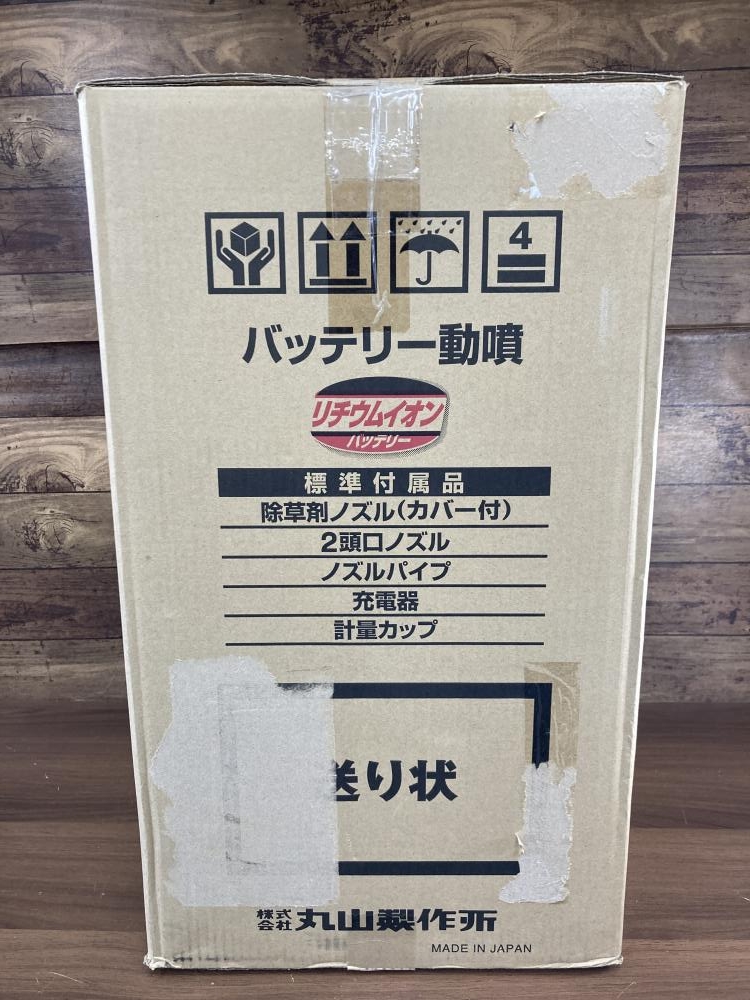 4
バッテリー動噴
リチウムイオン
バッテリー
標準付属品
除草剤ノズル(カバー付)
2頭口ノズル
ノズルパイプ
充電器
計量カップ
送り状
株式会社 丸山製作所
MADE IN JAPAN